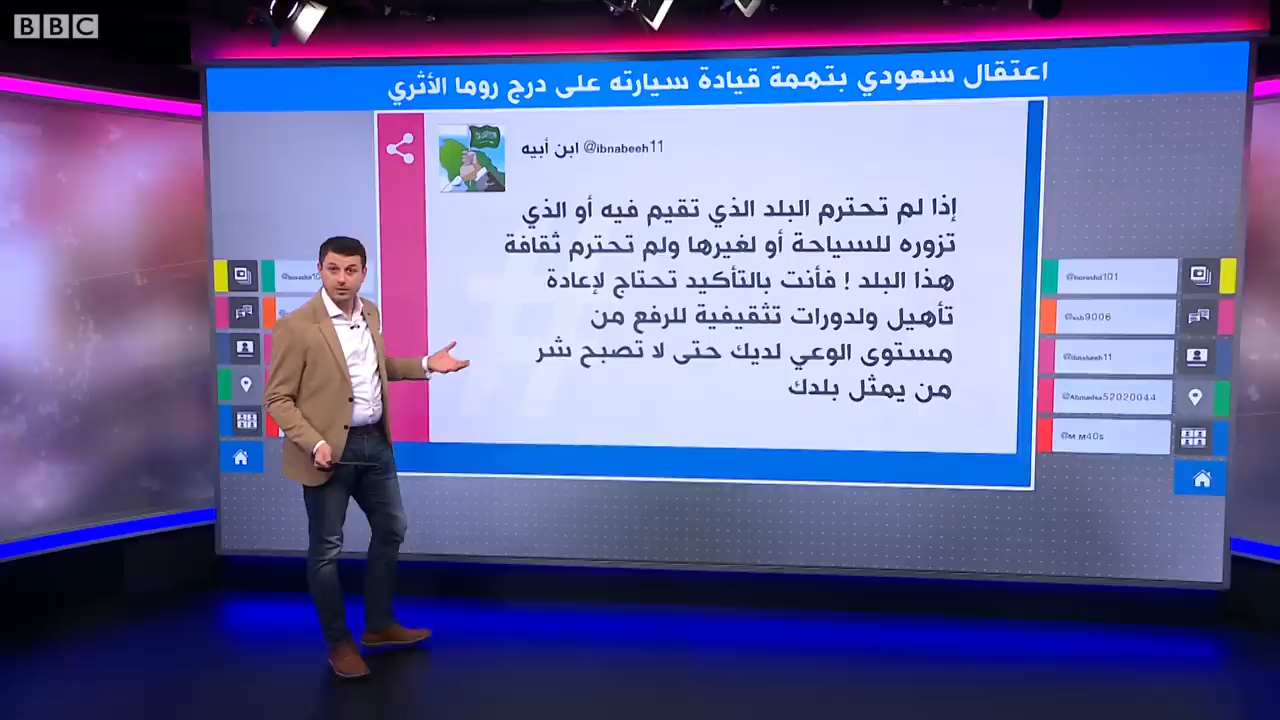 BBC
اعتقال سعودي بتهمة قيادة سيارته على درج روما الأثري
ابن أبيه @ibnabeeh11
إذا لم تحترم البلد الذي تقيم فيه أو الذي
تزوره للسياحة أو لغيرها ولم تحترم ثقافة
هذا البلد ! فأنت بالتأكيد تحتاج لإعادة
تأهيل ولدورات تثقيفية للرفع من
مستوى الوعي لديك حتى لا تصبح شر
من يمثل بلدك
@ibnabeeh11
@M M40s